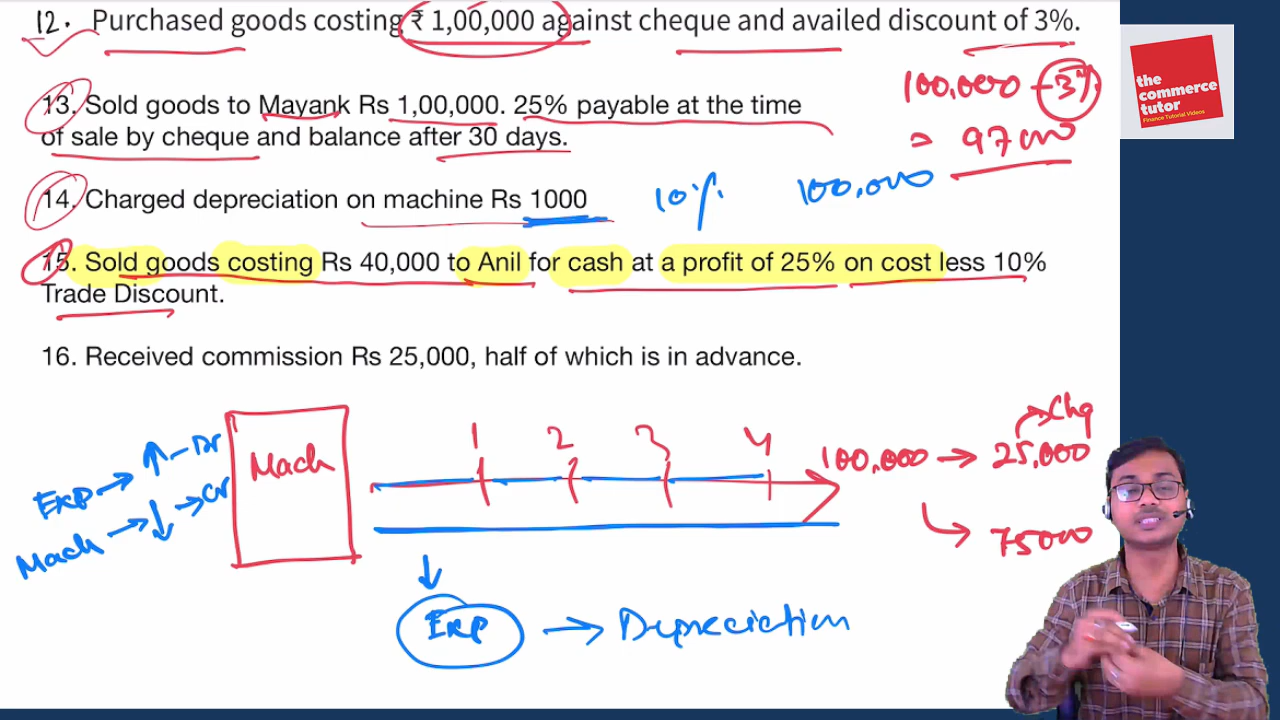 12. Purchased goods costing ₹ 1,00,000 against cheque and availed discount of 3%.
100,000 - 3%
= 97000
the
commerce
tutor
Finance Tutorial Videos
13. Sold goods to Mayank Rs 1,00,000. 25% payable at the time
of sale by cheque and balance after 30 days.
14. Charged depreciation on machine Rs 1000
10% 100,000
15. Sold goods costing Rs 40,000 to Anil for cash at a profit of 25% on cost less 10%
Trade Discount.
16. Received commission Rs 25,000, half of which is in advance.
Exp → ↑ - Dr
Mach → ↓ → Cr
Mach
1 2 3 4
100,000 → 25,000 → Chq
↳ 75000
↓
Exp → Depreciation